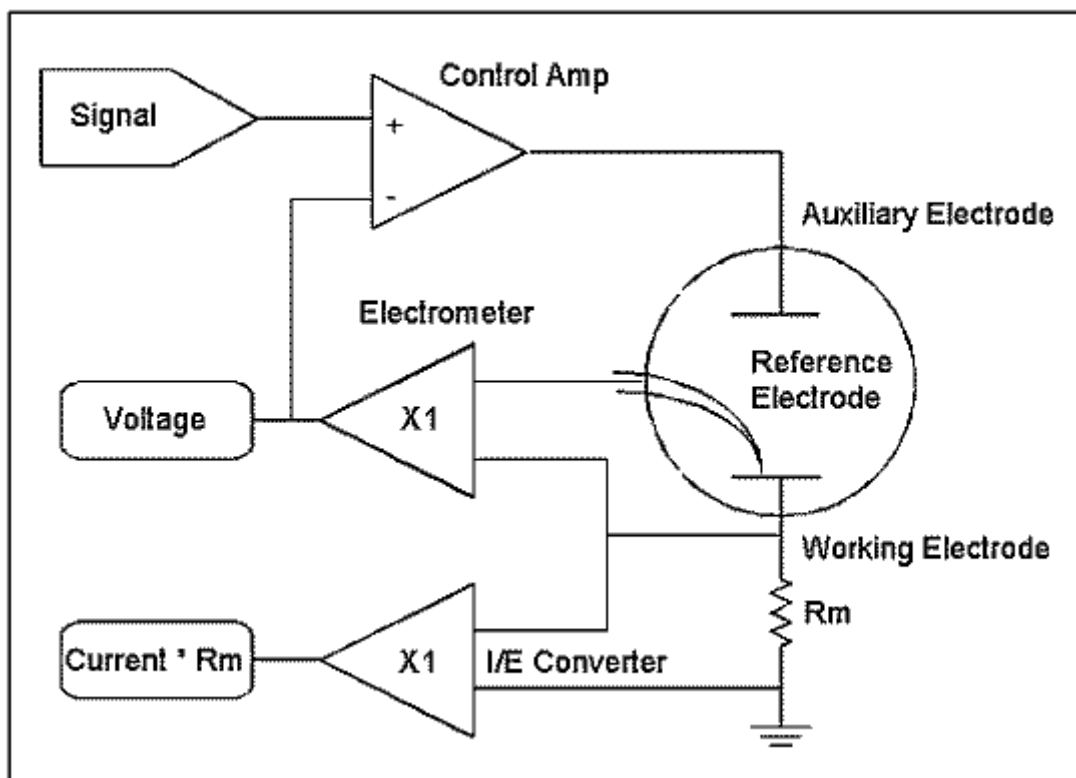 Control Amp
Signal
+
-
Auxiliary Electrode
Electrometer
Reference
Electrode
Voltage
X1
Working Electrode
Rm
Current * Rm
X1
I/E Converter